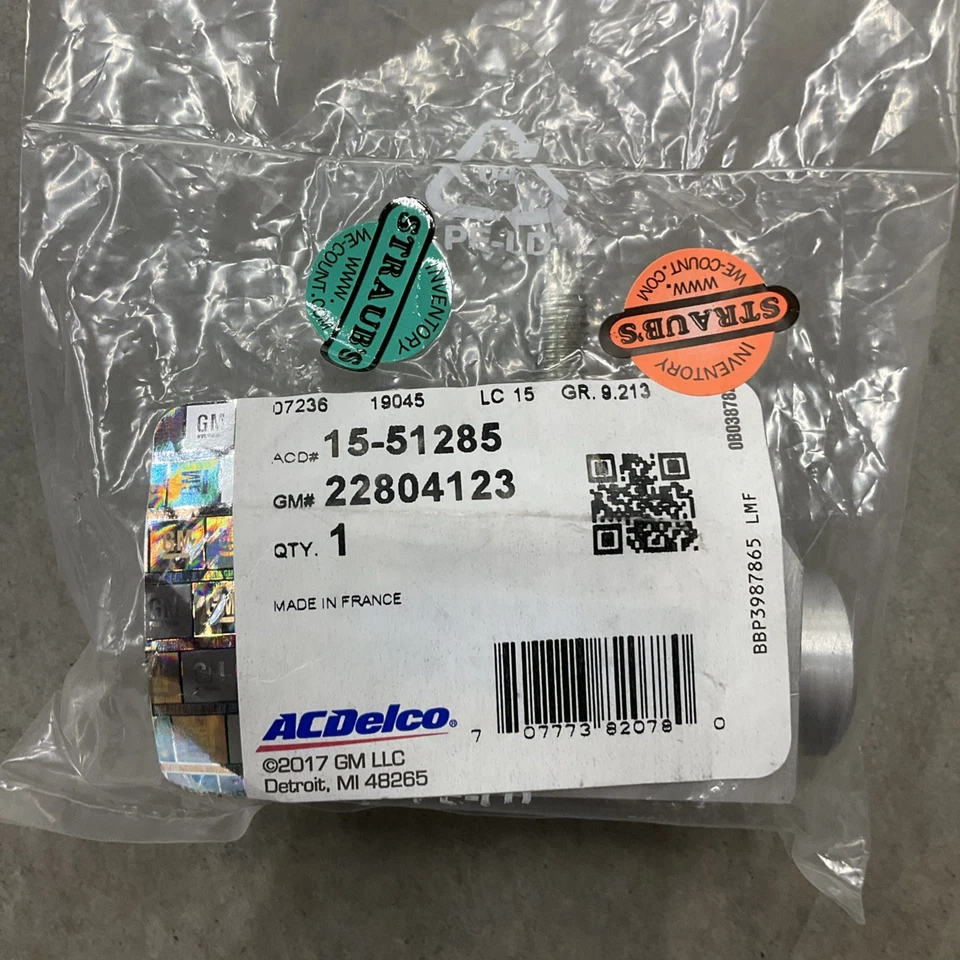 PE-LD
STRAUB'S
WWW.
WE-COUNT.COM
INVENTORY
WE-COUNT.COM
WWW.
STRAUB'S
INVENTORY
GM
07236 19045 LC 15 GR. 9.213
ACD# 15-51285
GM# 22804123
QTY. 1
MADE IN FRANCE
BBP3987865 LMF
ACDelco®
7 07773 82078 0
©2017 GM LLC
Detroit, MI 48265